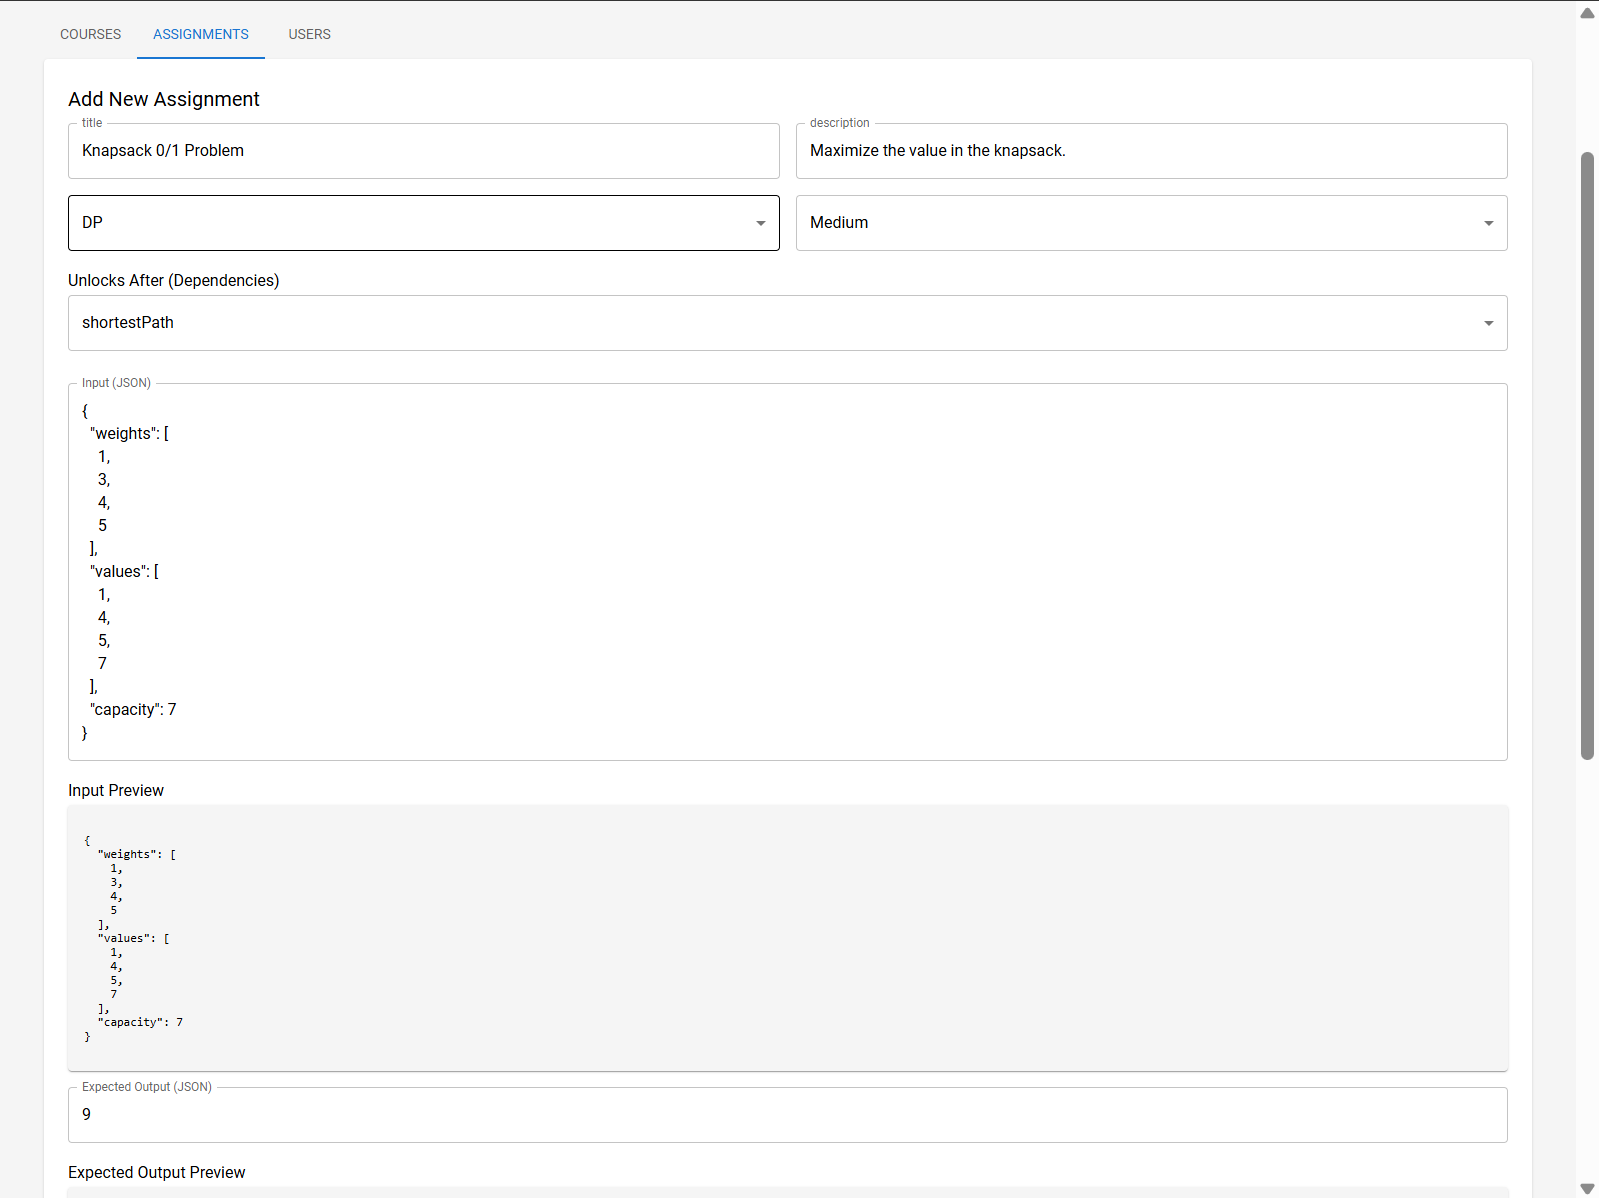 COURSES ASSIGNMENTS USERS
Add New Assignment
title
Knapsack 0/1 Problem
description
Maximize the value in the knapsack.
DP
Medium
Unlocks After (Dependencies)
shortestPath
Input (JSON)
{
"weights": [
1,
3,
4,
5
],
"values": [
1,
4,
5,
7
],
"capacity": 7
}
Input Preview
{
"weights": [
1,
3,
4,
5
],
"values": [
1,
4,
5,
7
],
"capacity": 7
}
Expected Output (JSON)
9
Expected Output Preview